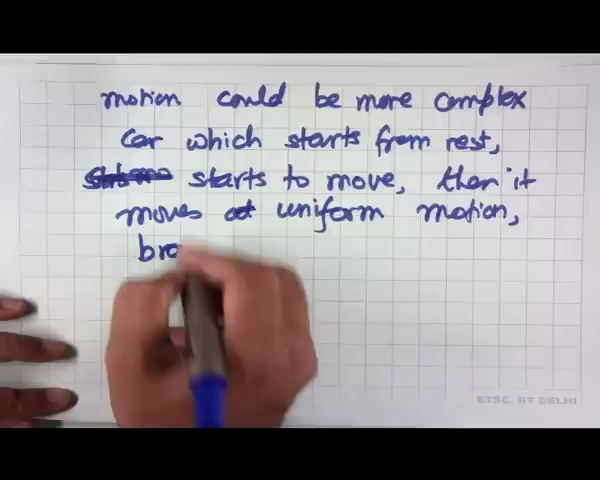 motion could be more complex
car which starts from rest,
starts to move, then it
moves at uniform motion,
bra
ETSC, IIT DELHI